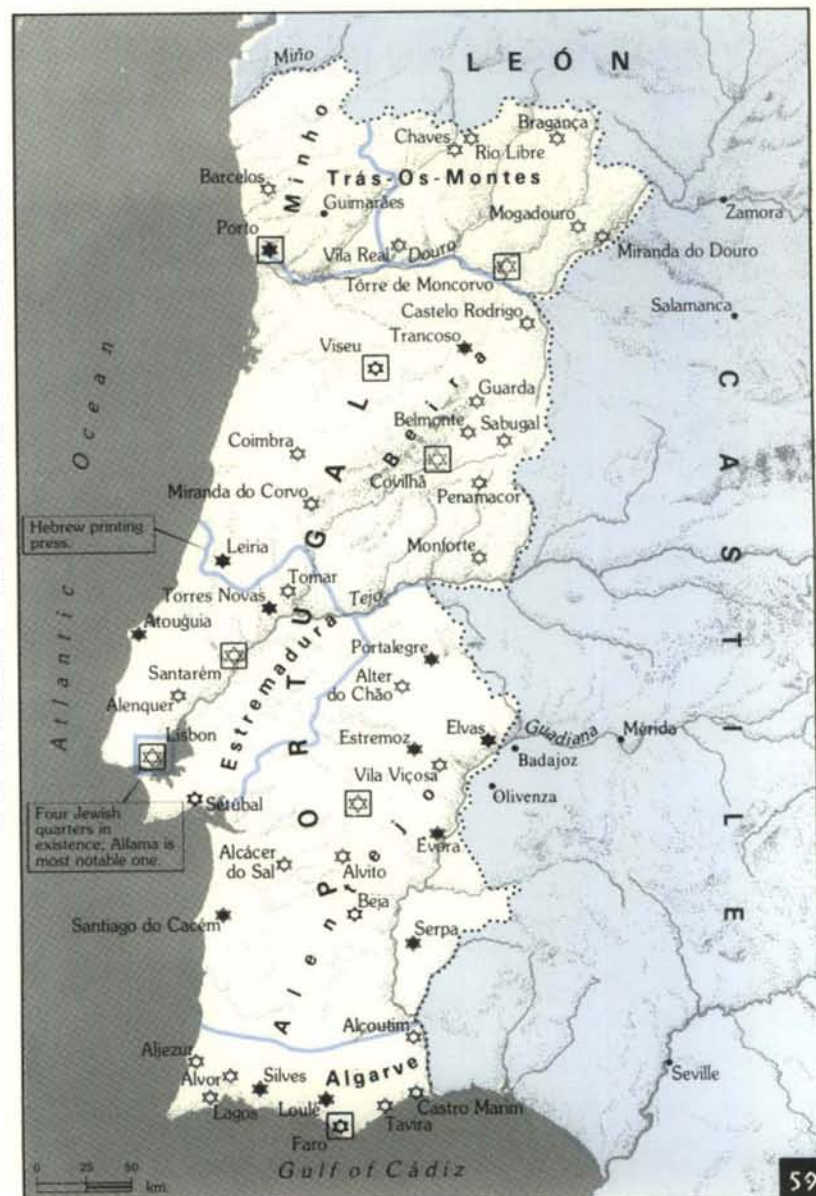 LEÓN
Miño
Minho
Chaves
Bragança
Rio Libre
Trás-Os-Montes
Barcelos
Guimarães
Mogadouro
Zamora
Porto
Vila Real
Douro
Miranda do Douro
Tôrre de Moncorvo
Castelo Rodrigo
Salamanca
Trancoso
Viseu
Beira
Guarda
Belmonte
Sabugal
Coimbra
Covilhã
Penamacor
Miranda do Corvo
Hebrew printing
press.
Leiria
Monforte
Tomar
Torres Novas
Tejo
Atouguia
Atlantic Ocean
Santarém
Estremadura
Portalegre
Alter
do Chão
Alenquer
Lisbon
Estremoz
Elvas
Guadiana
Mérida
Badajoz
Vila Viçosa
Olivenza
PORTUGAL
CASTILE
Setúbal
Four Jewish
quarters in
existence; Alfama is
most notable one.
Evora
Alcácer
do Sal
Alvito
Alentejo
Beja
Santiago do Cacém
Serpa
Alcoutim
Aljezur
Alvor
Silves
Algarve
Seville
Lagos
Loulé
Castro Marim
Tavira
Faro
Gulf of Cádiz
0 25 50
km.
59